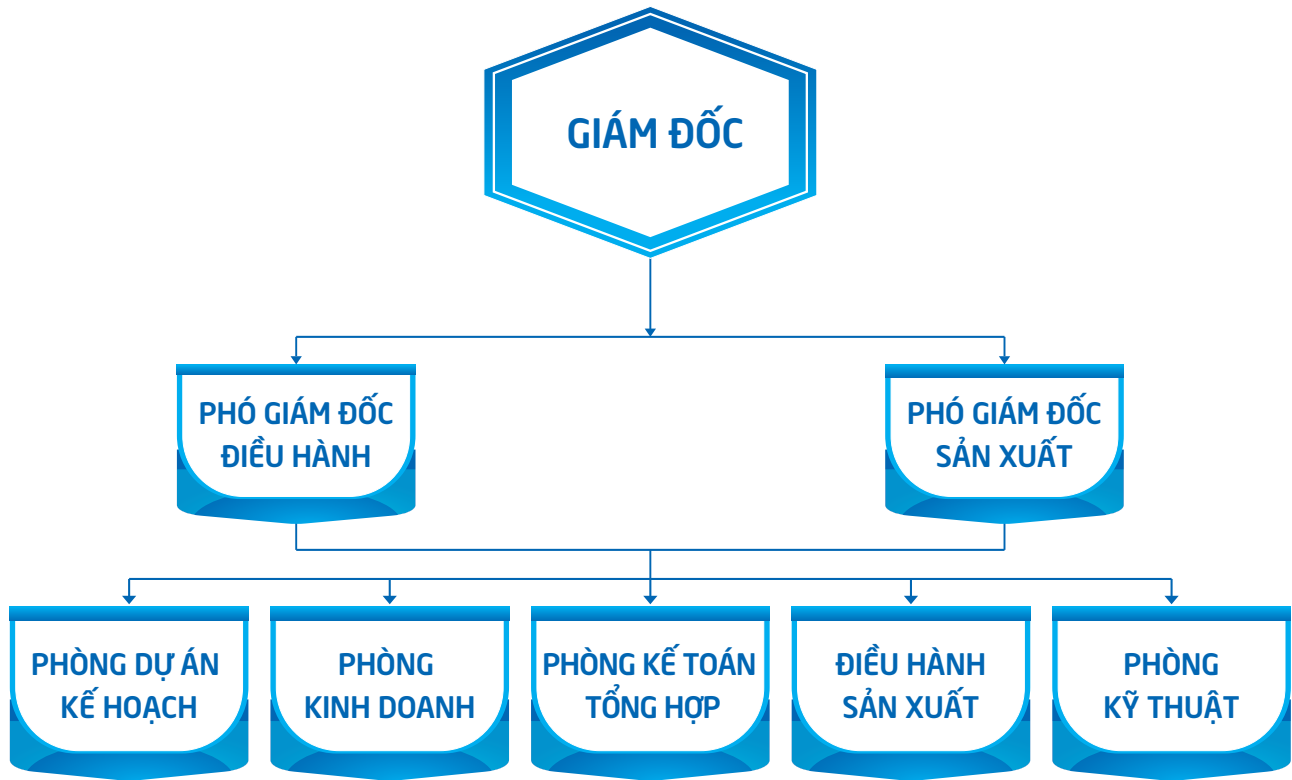 GIÁM ĐỐC
PHÓ GIÁM ĐỐC
ĐIỀU HÀNH
PHÓ GIÁM ĐỐC
SẢN XUẤT
PHÒNG DỰ ÁN
KẾ HOẠCH
PHÒNG
KINH DOANH
PHÒNG KẾ TOÁN
TỔNG HỢP
ĐIỀU HÀNH
SẢN XUẤT
PHÒNG
KỸ THUẬT